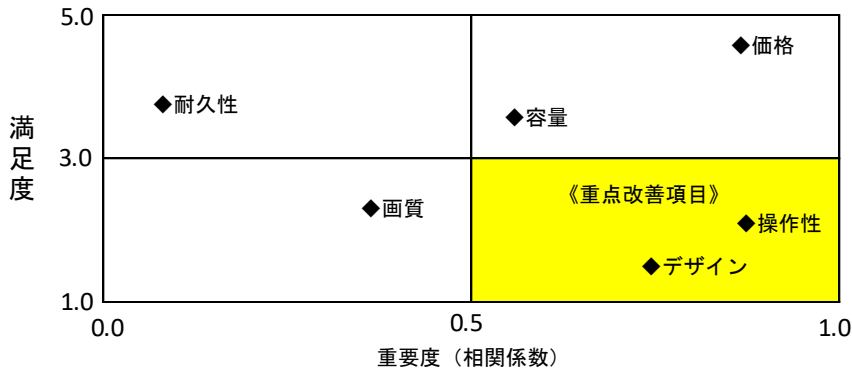 5.0
◆価格
◆耐久性
◆容量
満足度
3.0
《重点改善項目》
◆画質
◆操作性
◆デザイン
1.0
0.0
0.5
1.0
重要度（相関係数）